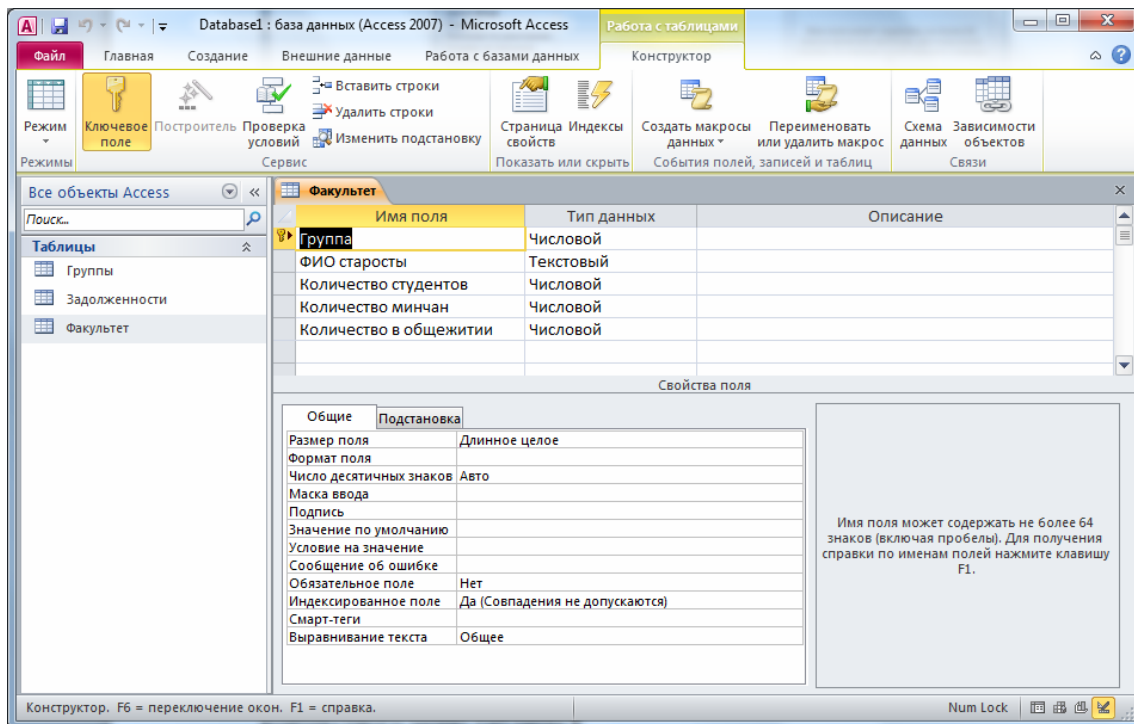 Database1 : база данных (Access 2007) - Microsoft Access
Работа с таблицами
Файл Главная Создание Внешние данные Работа с базами данных Конструктор
Режим
Ключевое поле
Построитель
Проверка условий
Вставить строки
Удалить строки
Изменить подстановку
Страница свойств
Индексы
Создать макросы данных
Переименовать или удалить макрос
Схема данных
Зависимости объектов
Режимы Сервис Показать или скрыть События полей, записей и таблиц Связи
Все объекты Access
Поиск...
Таблицы
Группы
Задолженности
Факультет
Факультет
Имя поля Тип данных Описание
Группа Числовой
ФИО старосты Текстовый
Количество студентов Числовой
Количество минчан Числовой
Количество в общежитии Числовой
Свойства поля
Общие Подстановка
Размер поля Длинное целое
Формат поля
Число десятичных знаков Авто
Маска ввода
Подпись
Значение по умолчанию
Условие на значение
Сообщение об ошибке
Обязательное поле Нет
Индексированное поле Да (Совпадения не допускаются)
Смарт-теги
Выравнивание текста Общее
Имя поля может содержать не более 64
знаков (включая пробелы). Для получения
справки по именам полей нажмите клавишу
F1.
Конструктор. F6 = переключение окон. F1 = справка. Num Lock